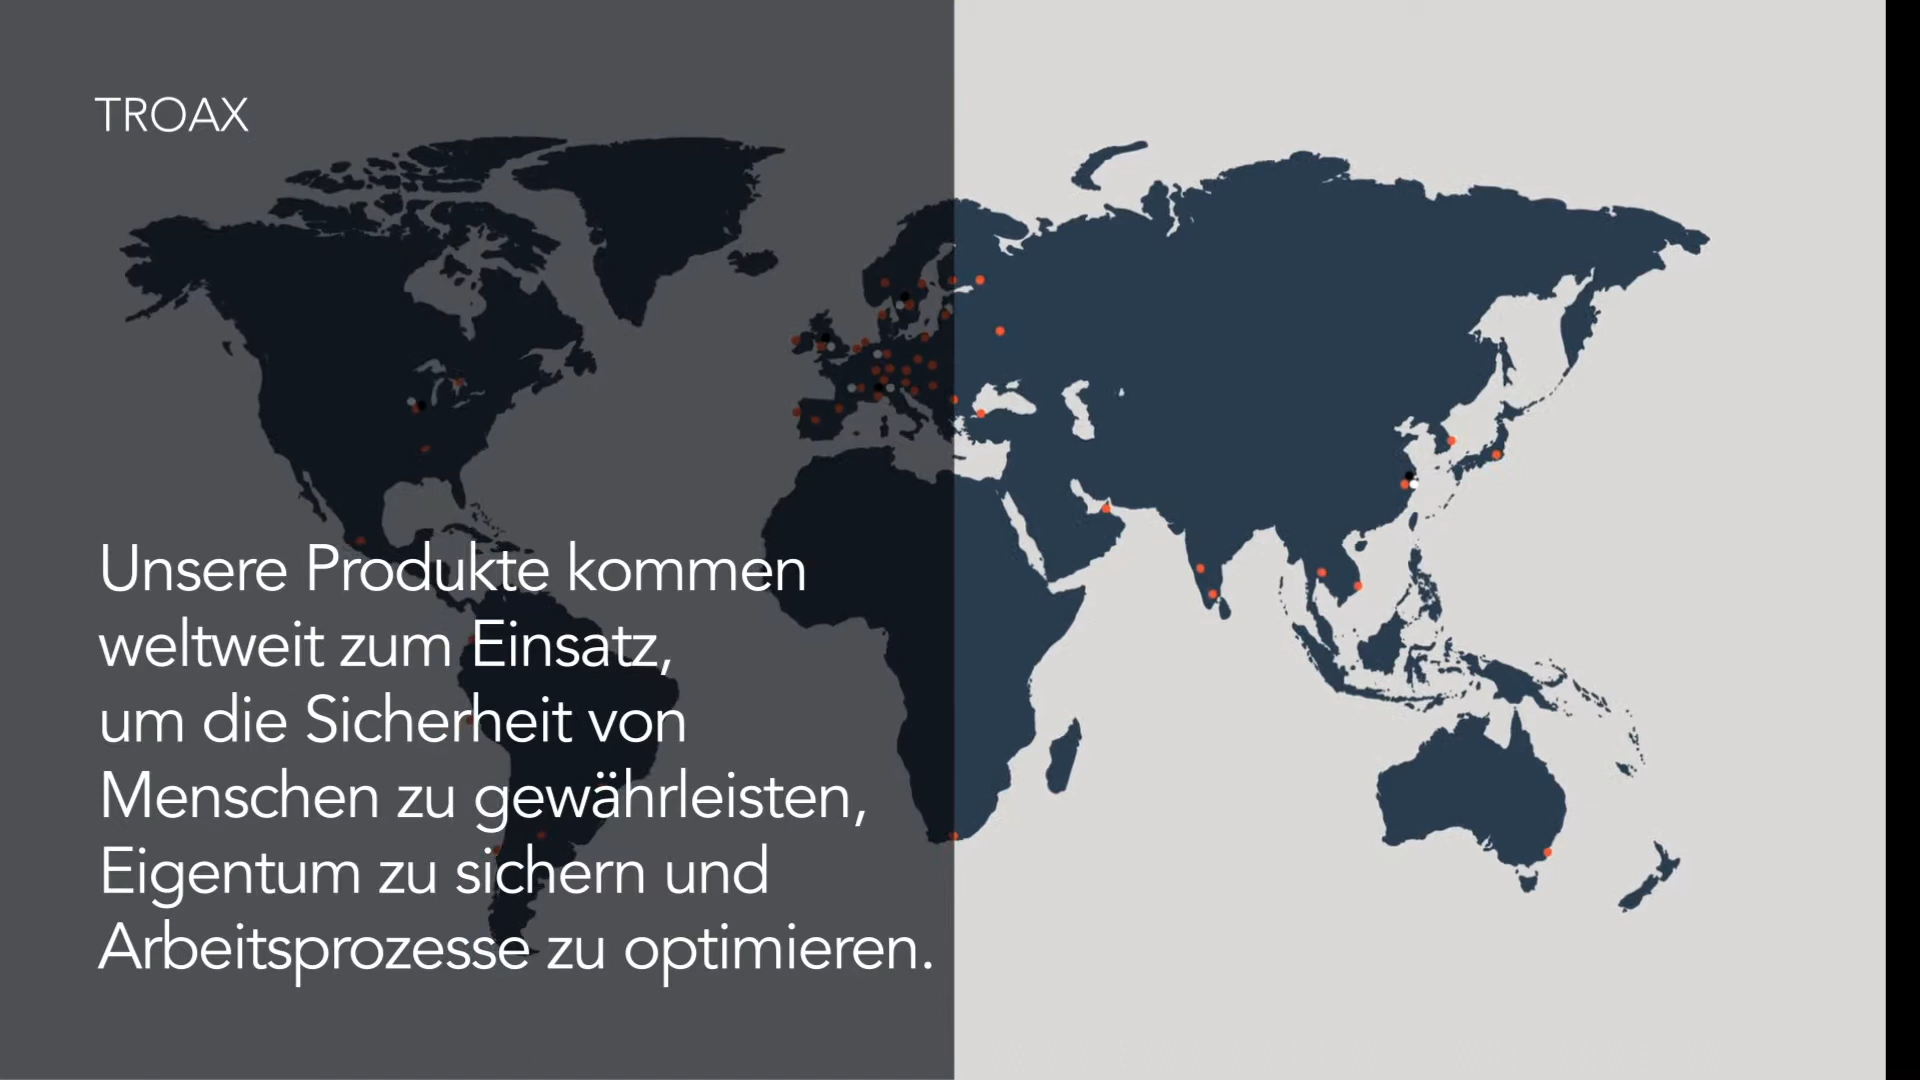 TROAX
Unsere Produkte kommen
weltweit zum Einsatz,
um die Sicherheit von
Menschen zu gewährleisten,
Eigentum zu sichern und
Arbeitsprozesse zu optimieren.